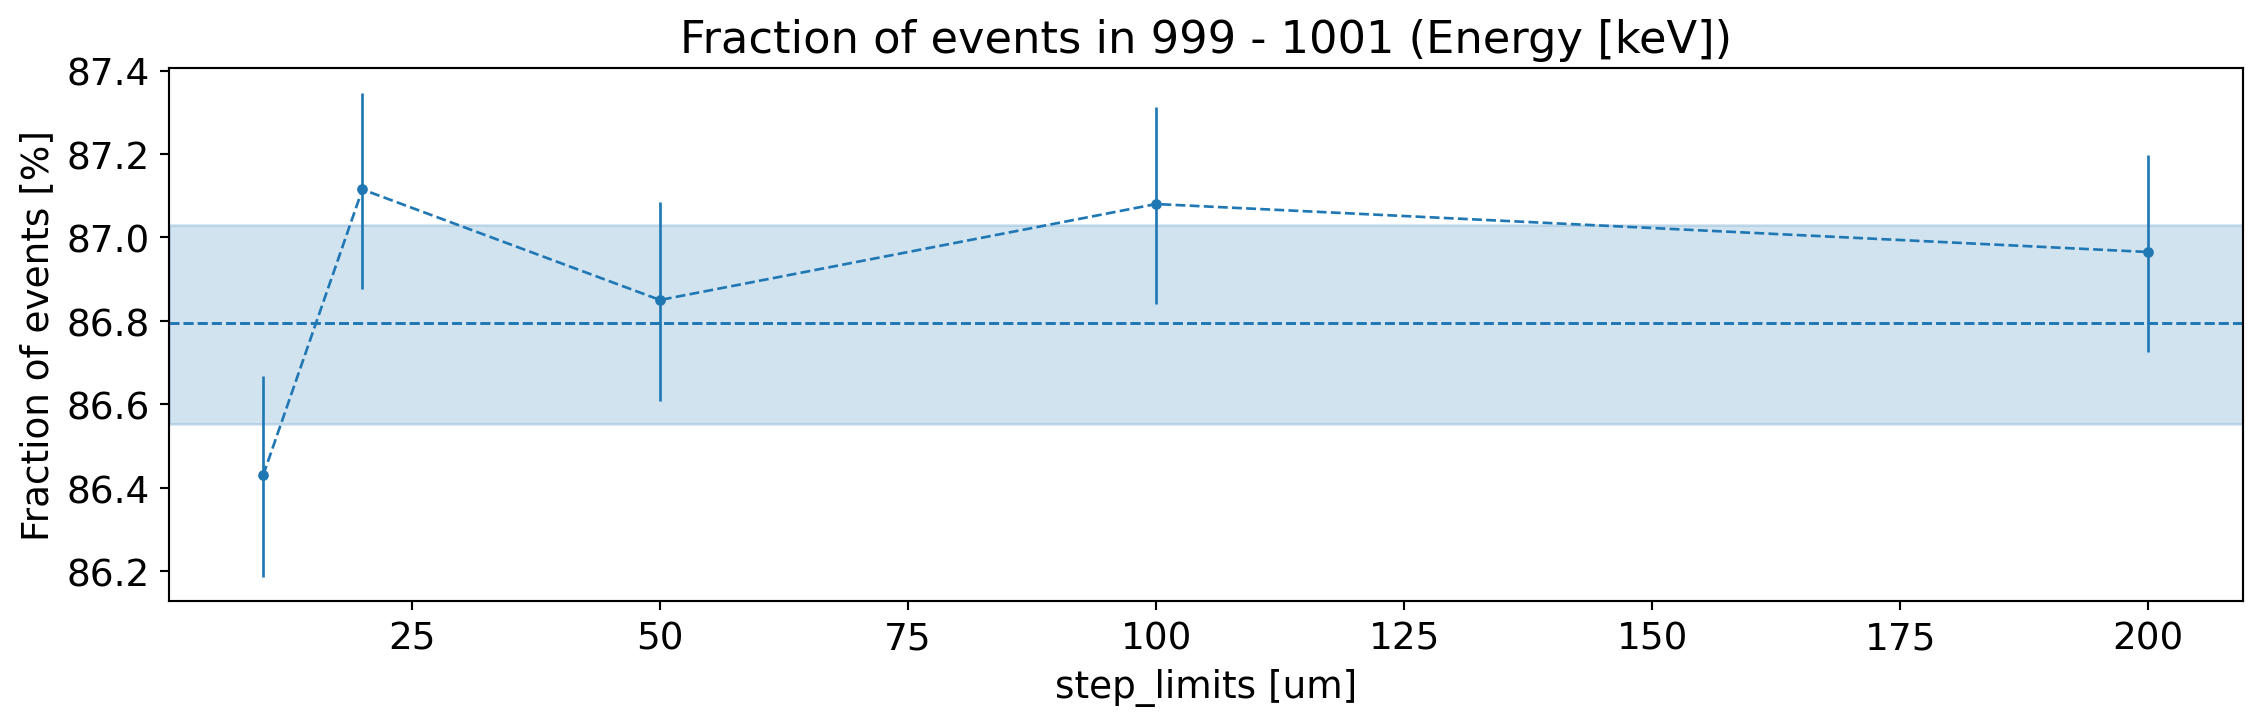 Fraction of events in 999 - 1001 (Energy [keV])
Fraction of events [%]
87.4
87.2
87.0
86.8
86.6
86.4
86.2
25 50 75 100 125 150 175 200
step_limits [um]